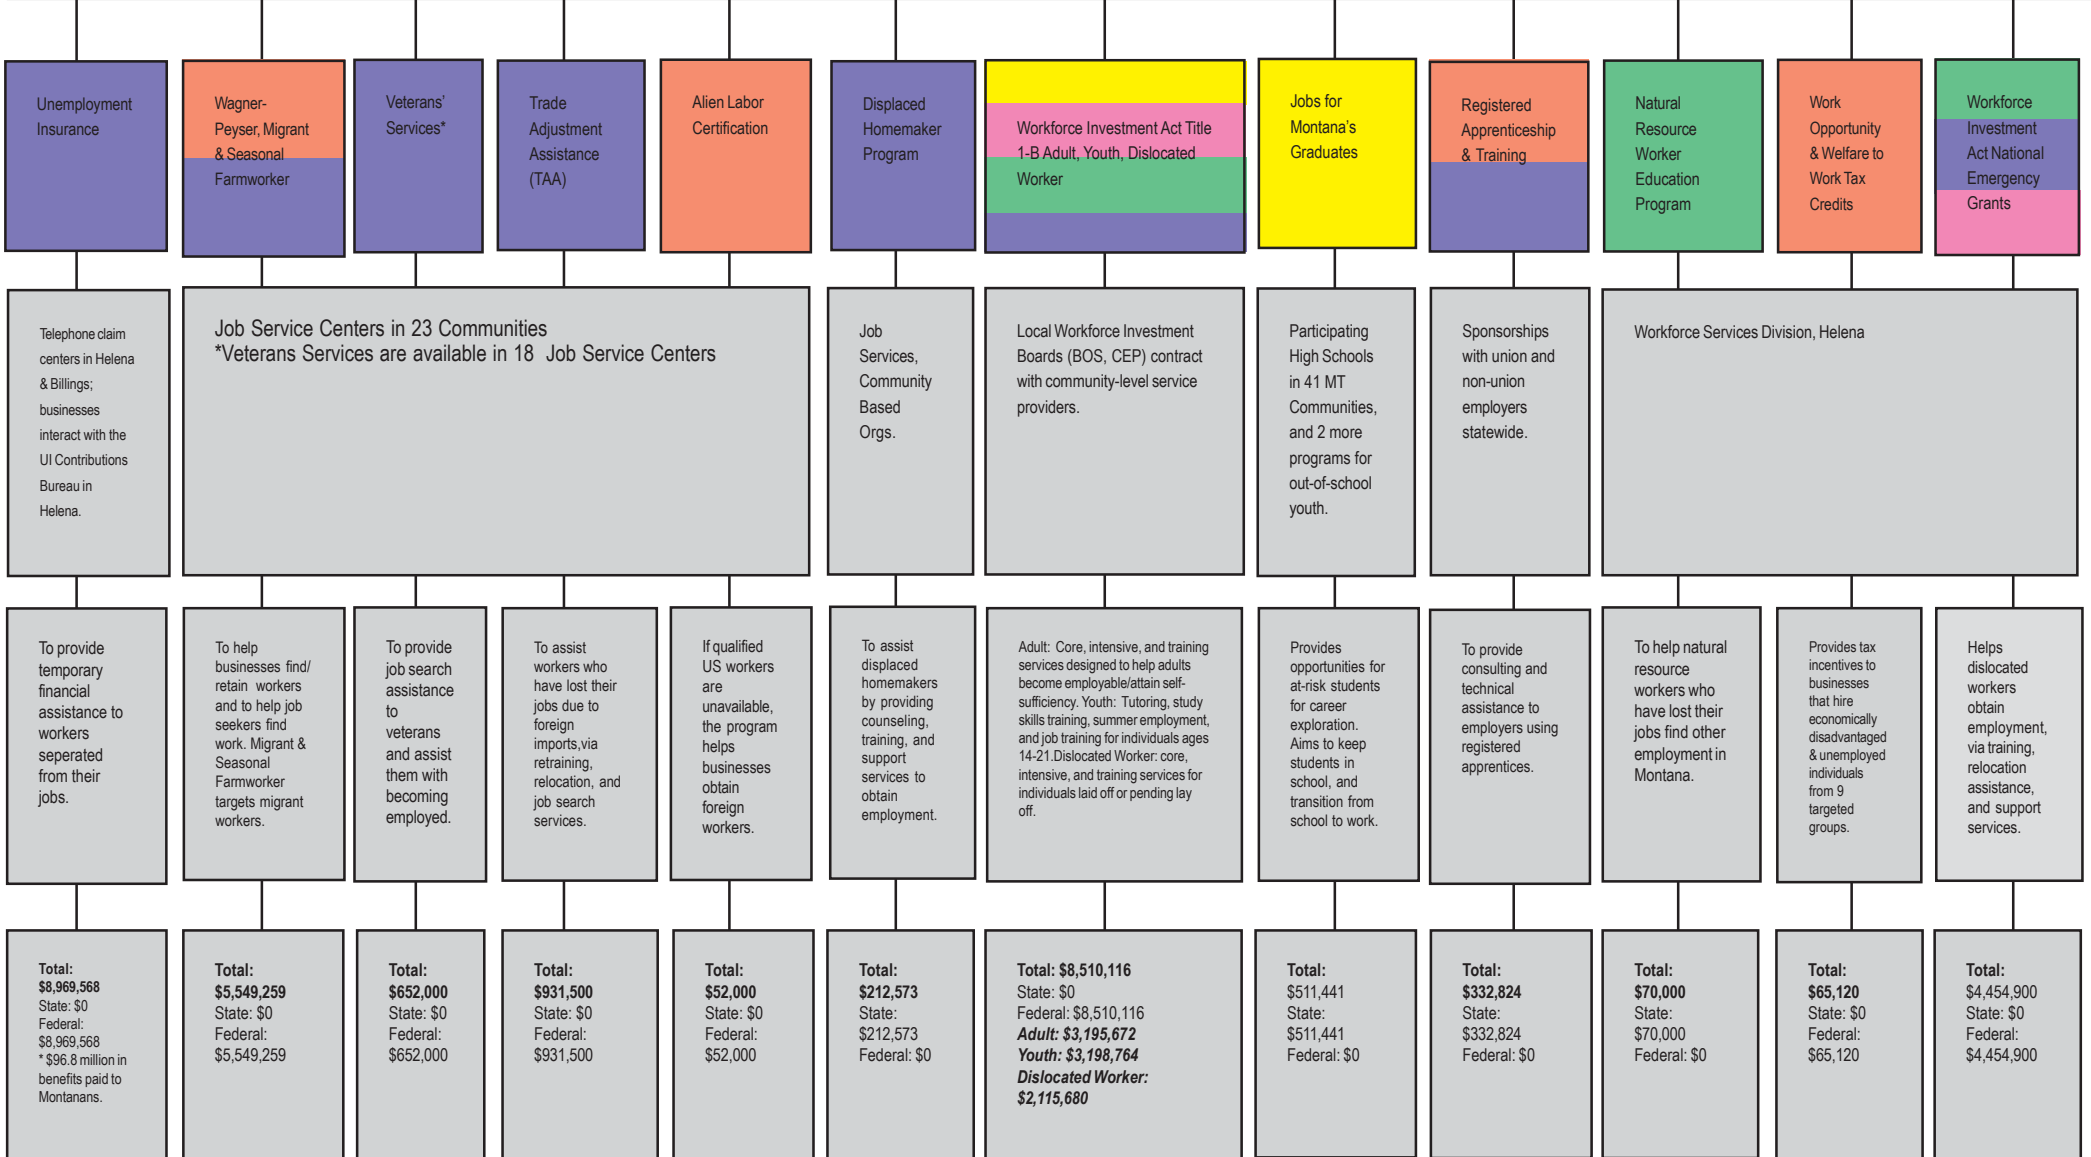 Unemployment
Insurance
Wagner-
Peyser, Migrant
& Seasonal
Farmworker
Veterans'
Services*
Trade
Adjustment
Assistance
(TAA)
Alien Labor
Certification
Displaced
Homemaker
Program
Workforce Investment Act Title
1-B Adult, Youth, Dislocated
Worker
Jobs for
Montana's
Graduates
Registered
Apprenticeship
& Training
Natural
Resource
Worker
Education
Program
Work
Opportunity
& Welfare to
Work Tax
Credits
Workforce
Investment
Act National
Emergency
Grants
Telephone claim
centers in Helena
& Billings;
businesses
interact with the
UI Contributions
Bureau in
Helena.
Job Service Centers in 23 Communities
*Veterans Services are available in 18 Job Service Centers
Job
Services,
Community
Based
Orgs.
Local Workforce Investment
Boards (BOS, CEP) contract
with community-level service
providers.
Participating
High Schools
in 41 MT
Communities,
and 2 more
programs for
out-of-school
youth.
Sponsorships
with union and
non-union
employers
statewide.
Workforce Services Division, Helena
To provide
temporary
financial
assistance to
workers
seperated
from their
jobs.
To help
businesses find/
retain workers
and to help job
seekers find
work. Migrant &
Seasonal
Farmworker
targets migrant
workers.
To provide
job search
assistance
to
veterans
and assist
them with
becoming
employed.
To assist
workers who
have lost their
jobs due to
foreign
imports,via
retraining,
relocation, and
job search
services.
If qualified
US workers
are
unavailable,
the program
helps
businesses
obtain
foreign
workers.
To assist
displaced
homemakers
by providing
counseling,
training, and
support
services to
obtain
employment.
Adult: Core, intensive, and training
services designed to help adults
become employable/attain self-
sufficiency. Youth: Tutoring, study
skills training, summer employment,
and job training for individuals ages
14-21.Dislocated Worker: core,
intensive, and training services for
individuals laid off or pending lay
off.
Provides
opportunities for
at-risk students
for career
exploration.
Aims to keep
students in
school, and
transition from
school to work.
To provide
consulting and
technical
assistance to
employers using
registered
apprentices.
To help natural
resource
workers who
have lost their
jobs find other
employment in
Montana.
Provides tax
incentives to
businesses
that hire
economically
disadvantaged
& unemployed
individuals
from 9
targeted
groups.
Helps
dislocated
workers
obtain
employment,
via training,
relocation
assistance,
and support
services.
Total:
$8,969,568
State: $0
Federal:
$8,969,568
* $96.8 million in
benefits paid to
Montanans.
Total:
$5,549,259
State: $0
Federal:
$5,549,259
Total:
$652,000
State: $0
Federal:
$652,000
Total:
$931,500
State: $0
Federal:
$931,500
Total:
$52,000
State: $0
Federal:
$52,000
Total:
$212,573
State:
$212,573
Federal: $0
Total: $8,510,116
State: $0
Federal: $8,510,116
Adult: $3,195,672
Youth: $3,198,764
Dislocated Worker:
$2,115,680
Total:
$511,441
State:
$511,441
Federal: $0
Total:
$332,824
State:
$332,824
Federal: $0
Total:
$70,000
State:
$70,000
Federal: $0
Total:
$65,120
State: $0
Federal:
$65,120
Total:
$4,454,900
State: $0
Federal:
$4,454,900